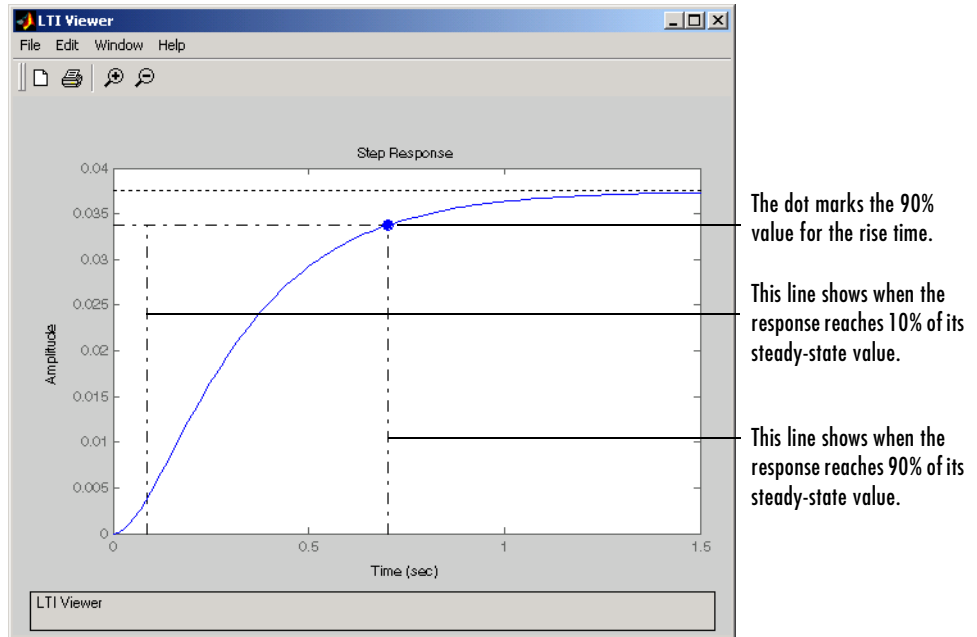 LTI Viewer
File Edit Window Help
Step Response
0.04
0.035
0.03
0.025
0.02
0.015
0.01
0.005
0
Amplitude
0
0.5
1
1.5
Time (sec)
LTI Viewer
The dot marks the 90%
value for the rise time.
This line shows when the
response reaches 10% of its
steady-state value.
This line shows when the
response reaches 90% of its
steady-state value.